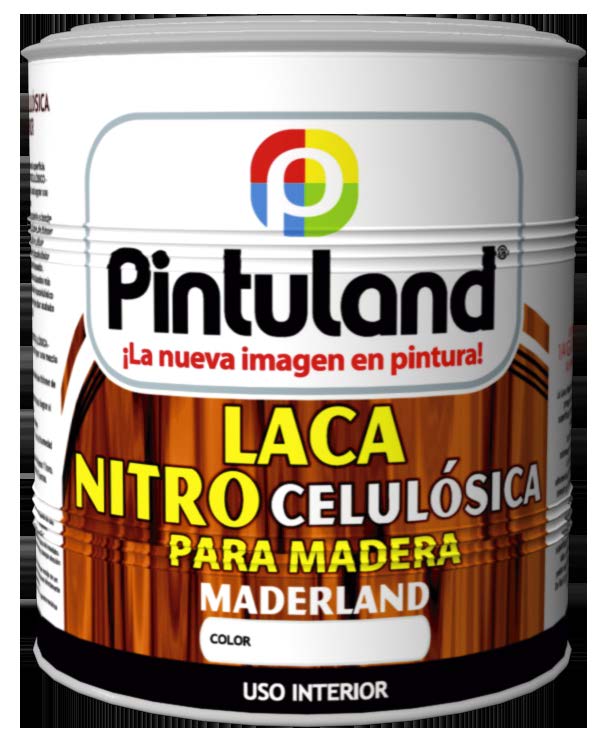 Pintuland®
¡La nueva imagen en pintura!
LACA
NITRO CELULÓSICA
PARA MADERA
MADERLAND
COLOR
USO INTERIOR